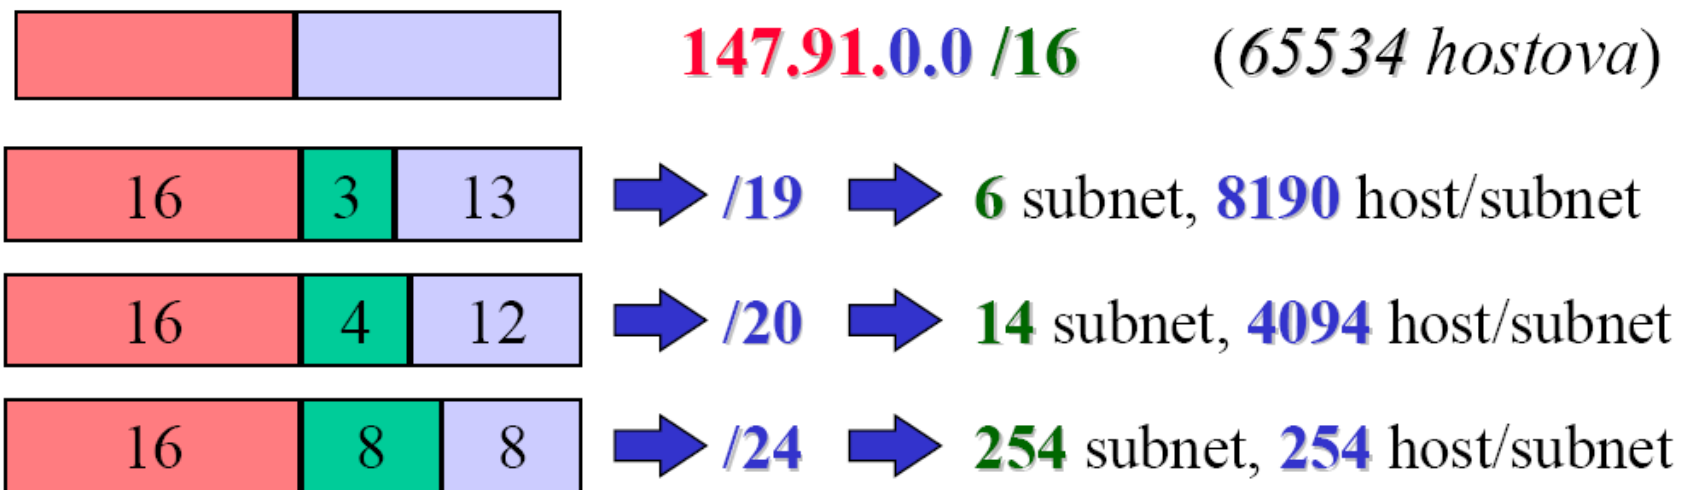 147.91.0.0 /16 (65534 hostova)
16 3 13 /19 6 subnet, 8190 host/subnet
16 4 12 /20 14 subnet, 4094 host/subnet
16 8 8 /24 254 subnet, 254 host/subnet